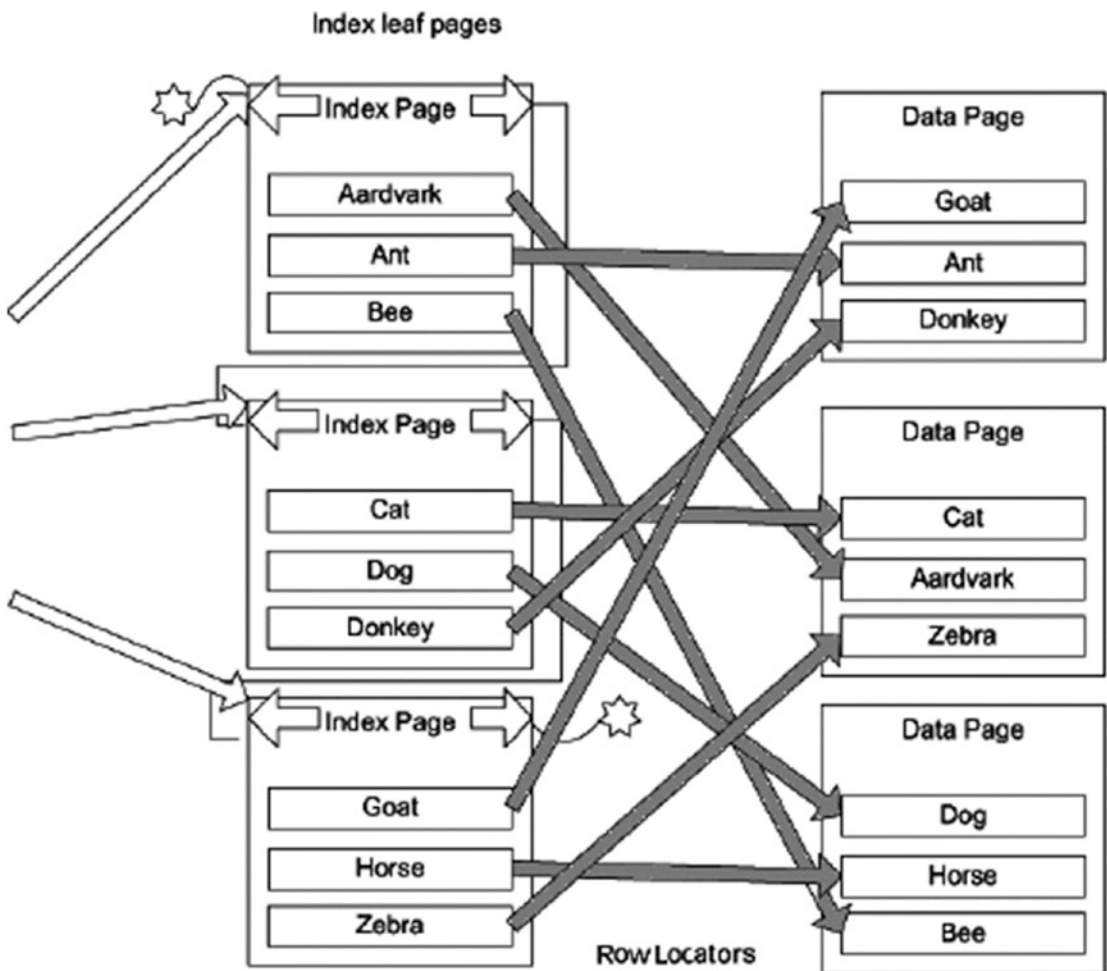 Index leaf pages
Index Page
Aardvark
Ant
Bee
Index Page
Cat
Dog
Donkey
Index Page
Goat
Horse
Zebra
Data Page
Goat
Ant
Donkey
Data Page
Cat
Aardvark
Zebra
Data Page
Dog
Horse
Bee
Row Locators